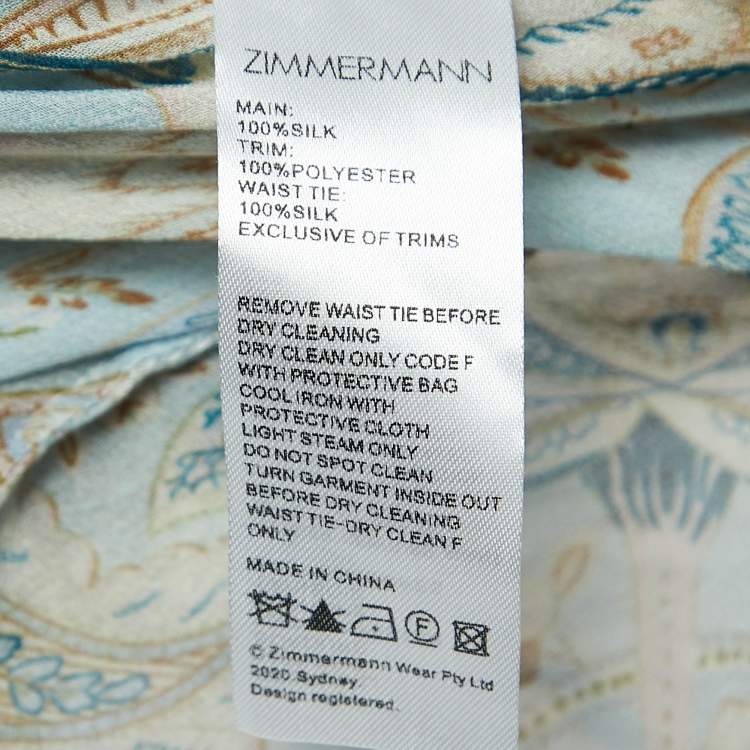 ZIMMERMANN
MAIN:
100%SILK
TRIM:
100%POLYESTER
WAIST TIE:
100%SILK
EXCLUSIVE OF TRIMS
REMOVE WAIST TIE BEFORE
DRY CLEANING
DRY CLEAN ONLY CODE F
WITH PROTECTIVE BAG
COOL IRON WITH
PROTECTIVE CLOTH
LIGHT STEAM ONLY
DO NOT SPOT CLEAN
TURN GARMENT INSIDE OUT
BEFORE DRY CLEANING
WAIST TIE-DRY CLEAN F
ONLY
MADE IN CHINA
F
© Zimmermann Wear Pty Ltd
2020 Sydney.
Design registered.